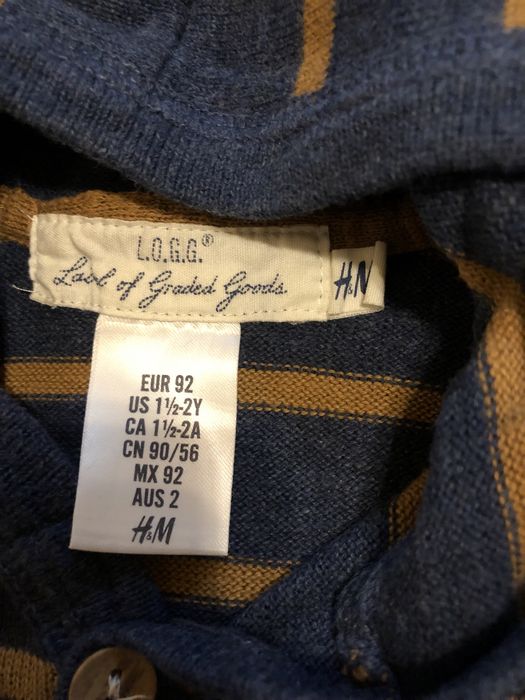 L.O.G.G.®
Label of Graded Goods
H&M
EUR 92
US 1½-2Y
CA 1½-2A
CN 90/56
MX 92
AUS 2
H&M